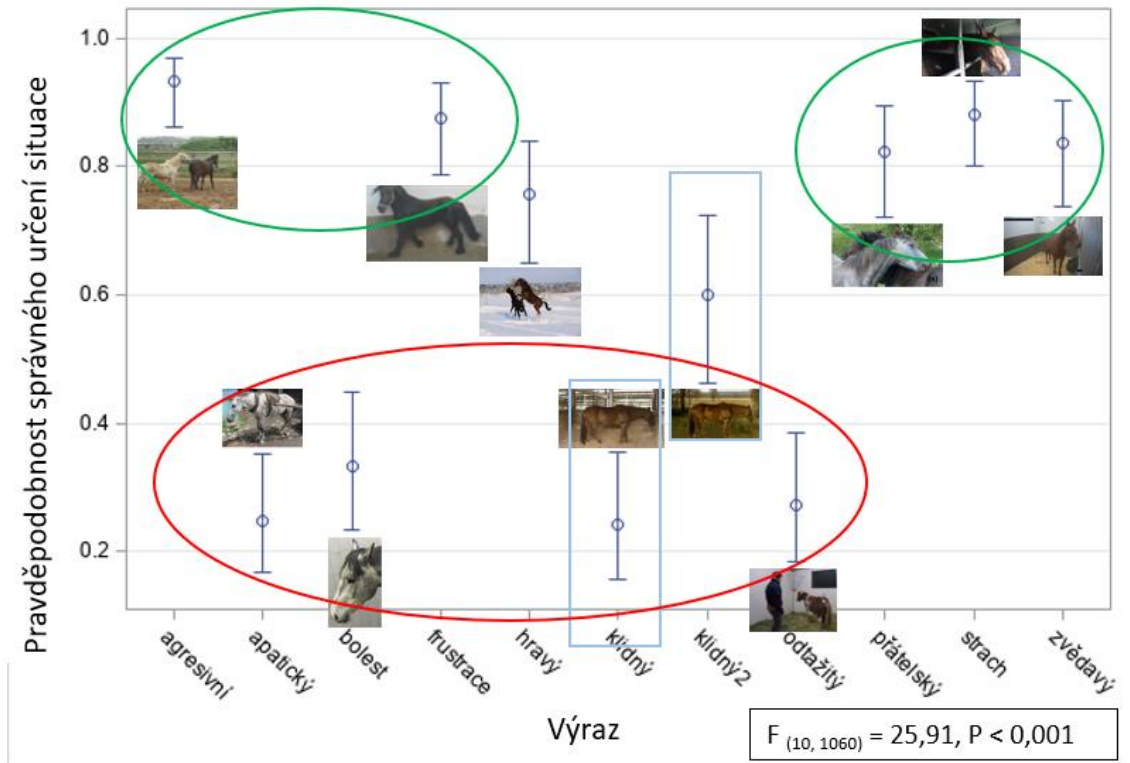 Pravděpodobnost správného určení situace
1.0
0.8
0.6
0.4
0.2
agresivní
apatický
bolest
frustrace
hravý
klidný
klidný2
odtažitý
přátelský
strach
zvědavý
Výraz
F (10, 1060) = 25,91, P < 0,001